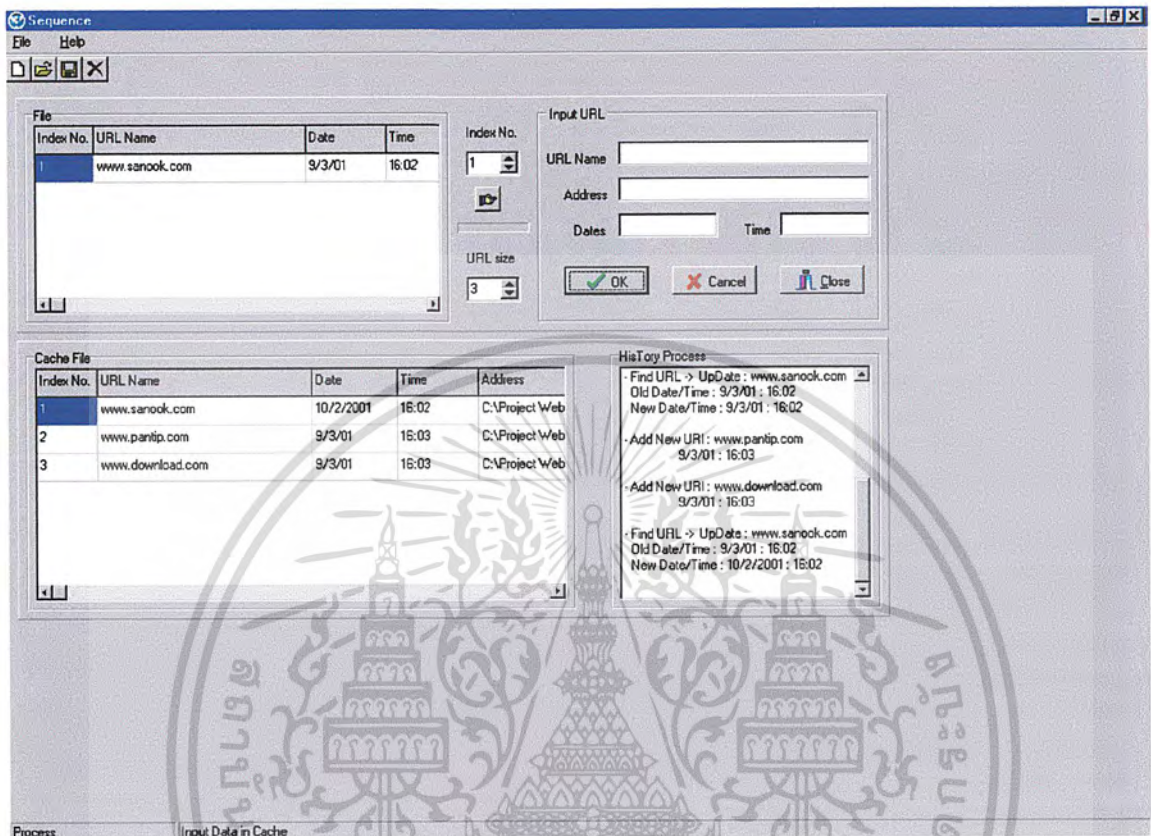 Sequence
File Help
File
Index No. URL Name Date Time
1 www.sanook.com 9/3/01 16:02
Index No.
1
URL size
3
Input URL
URL Name
Address
Dates Time
OK Cancel Close
Cache File
Index No. URL Name Date Time Address
1 www.sanook.com 10/2/2001 16:02 C:\Project Web
2 www.pantip.com 9/3/01 16:03 C:\Project Web
3 www.download.com 9/3/01 16:03 C:\Project Web
HisTory Process
- Find URL -> UpDate : www.sanook.com
Old Date/Time : 9/3/01 : 16:02
New Date/Time : 9/3/01 : 16:02
- Add New URl : www.pantip.com
9/3/01 : 16:03
- Add New URl : www.download.com
9/3/01 : 16:03
- Find URL -> UpDate : www.sanook.com
Old Date/Time : 9/3/01 : 16:02
New Date/Time : 10/2/2001 : 16:02
Process Input Data in Cache